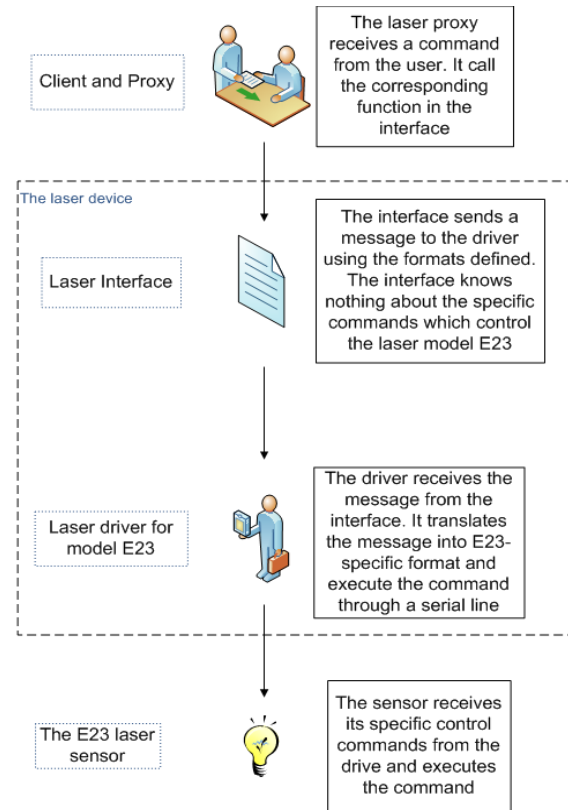 Client and Proxy
The laser proxy
receives a command
from the user. It call
the corresponding
function in the
interface
The laser device
Laser Interface
The interface sends a
message to the driver
using the formats defined.
The interface knows
nothing about the specific
commands which control
the laser model E23
Laser driver for
model E23
The driver receives the
message from the
interface. It translates
the message into E23-
specific format and
execute the command
through a serial line
The E23 laser
sensor
The sensor receives
its specific control
commands from the
drive and executes
the command